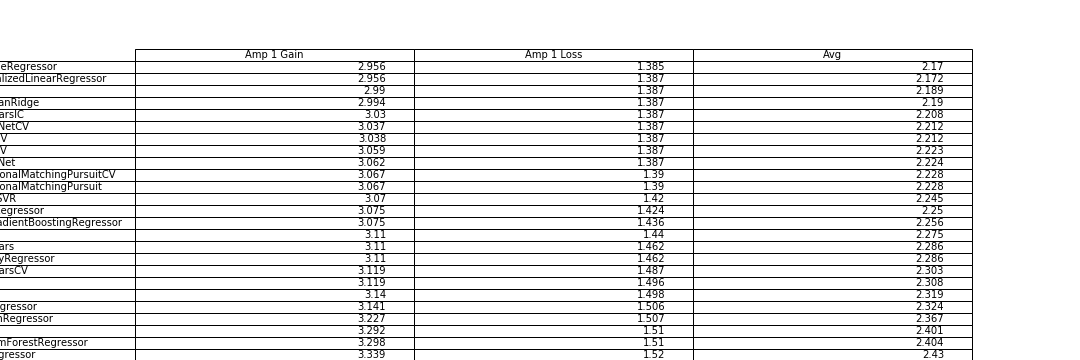 Amp 1 Gain Amp 1 Loss Avg
eRegressor 2.956 1.385 2.17
alizedLinearRegressor 2.956 1.387 2.172
2.99 1.387 2.189
anRidge 2.994 1.387 2.19
arsIC 3.03 1.387 2.208
NetCV 3.037 1.387 2.212
V 3.038 1.387 2.212
V 3.059 1.387 2.223
Net 3.062 1.387 2.224
onalMatchingPursuitCV 3.067 1.39 2.228
onalMatchingPursuit 3.067 1.39 2.228
SVR 3.07 1.42 2.245
Regressor 3.075 1.424 2.25
adientBoostingRegressor 3.075 1.436 2.256
3.11 1.44 2.275
ars 3.11 1.462 2.286
yRegressor 3.11 1.462 2.286
arsCV 3.119 1.487 2.303
3.119 1.496 2.308
3.14 1.498 2.319
gressor 3.141 1.506 2.324
nRegressor 3.227 1.507 2.367
3.292 1.51 2.401
mForestRegressor 3.298 1.51 2.404
gressor 3.339 1.52 2.43